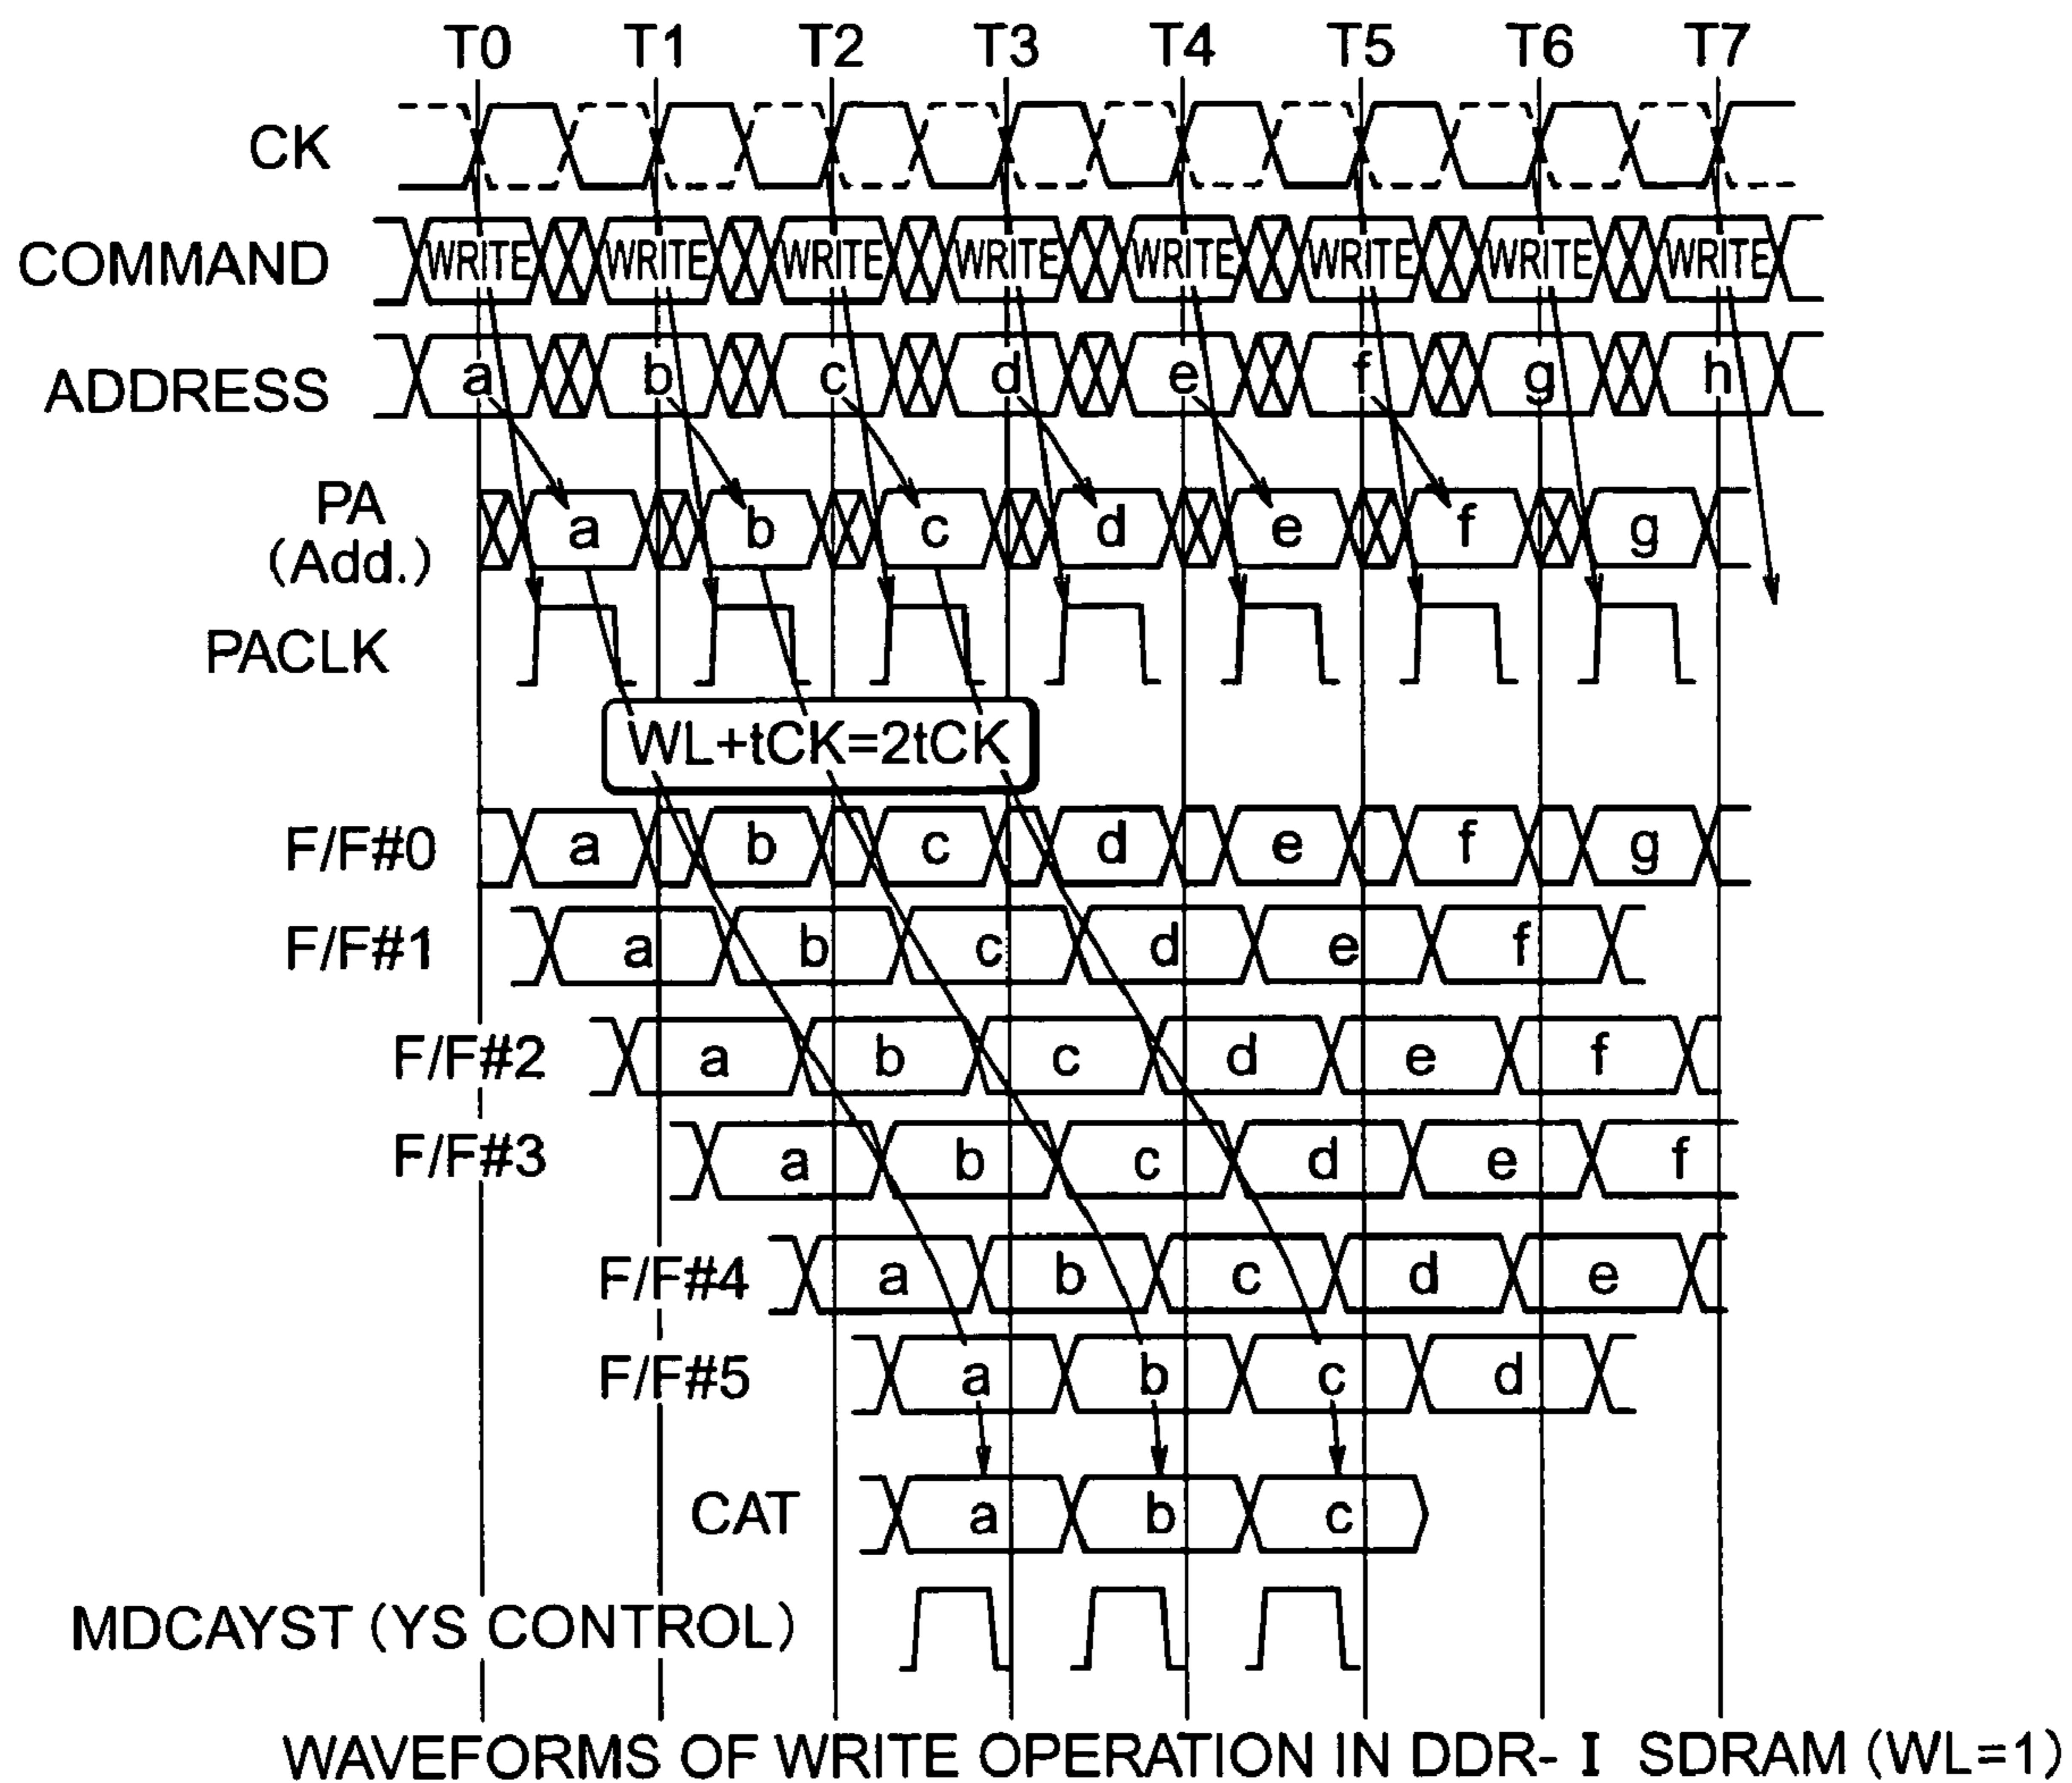 T0 T1 T2 T3 T4 T5 T6 T7
CK
COMMAND WRITE WRITE WRITE WRITE WRITE WRITE WRITE WRITE
ADDRESS a b c d e f g h
PA
(Add.) a b c d e f g
PACLK
WL+tCK=2tCK
F/F#0 a b c d e f g
F/F#1 a b c d e f
F/F#2 a b c d e f
F/F#3 a b c d e f
F/F#4 a b c d e
F/F#5 a b c d
CAT a b c
MDCAYST (YS CONTROL)
WAVEFORMS OF WRITE OPERATION IN DDR- I SDRAM (WL=1)